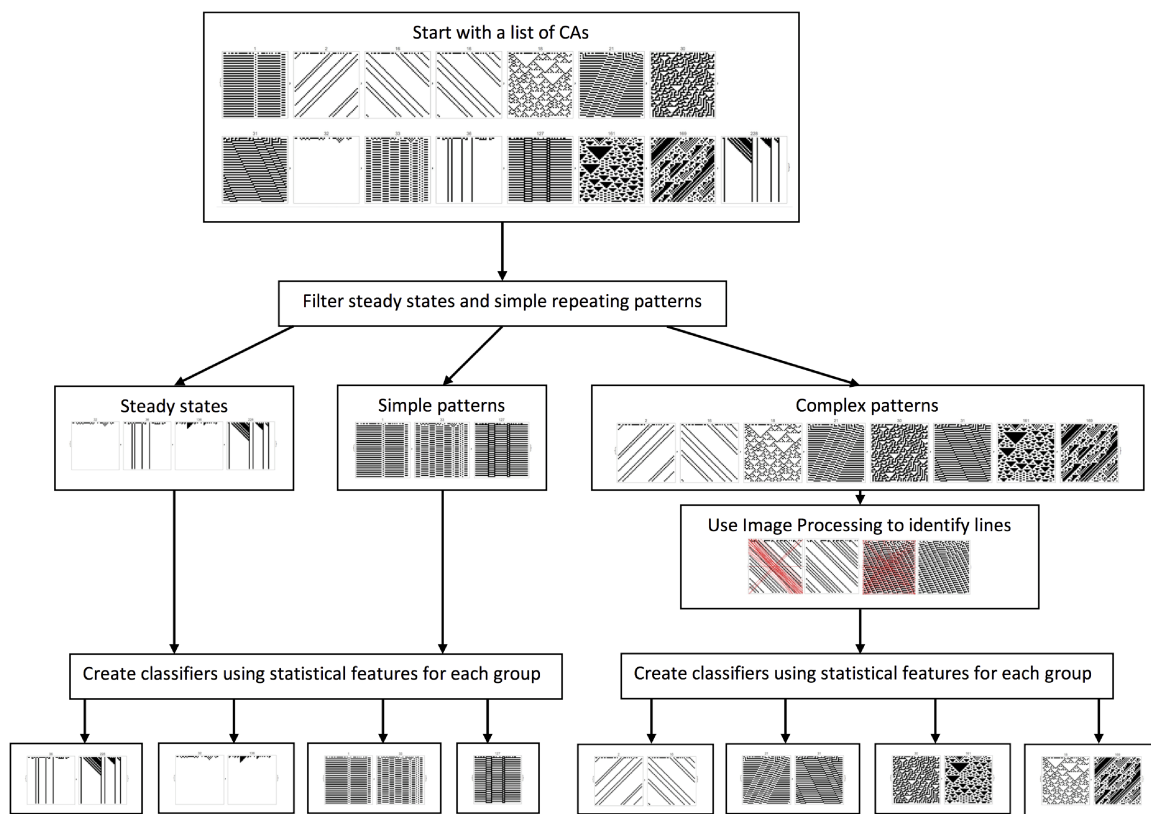 Start with a list of CAs
Filter steady states and simple repeating patterns
Steady states
Simple patterns
Complex patterns
Use Image Processing to identify lines
Create classifiers using statistical features for each group
Create classifiers using statistical features for each group